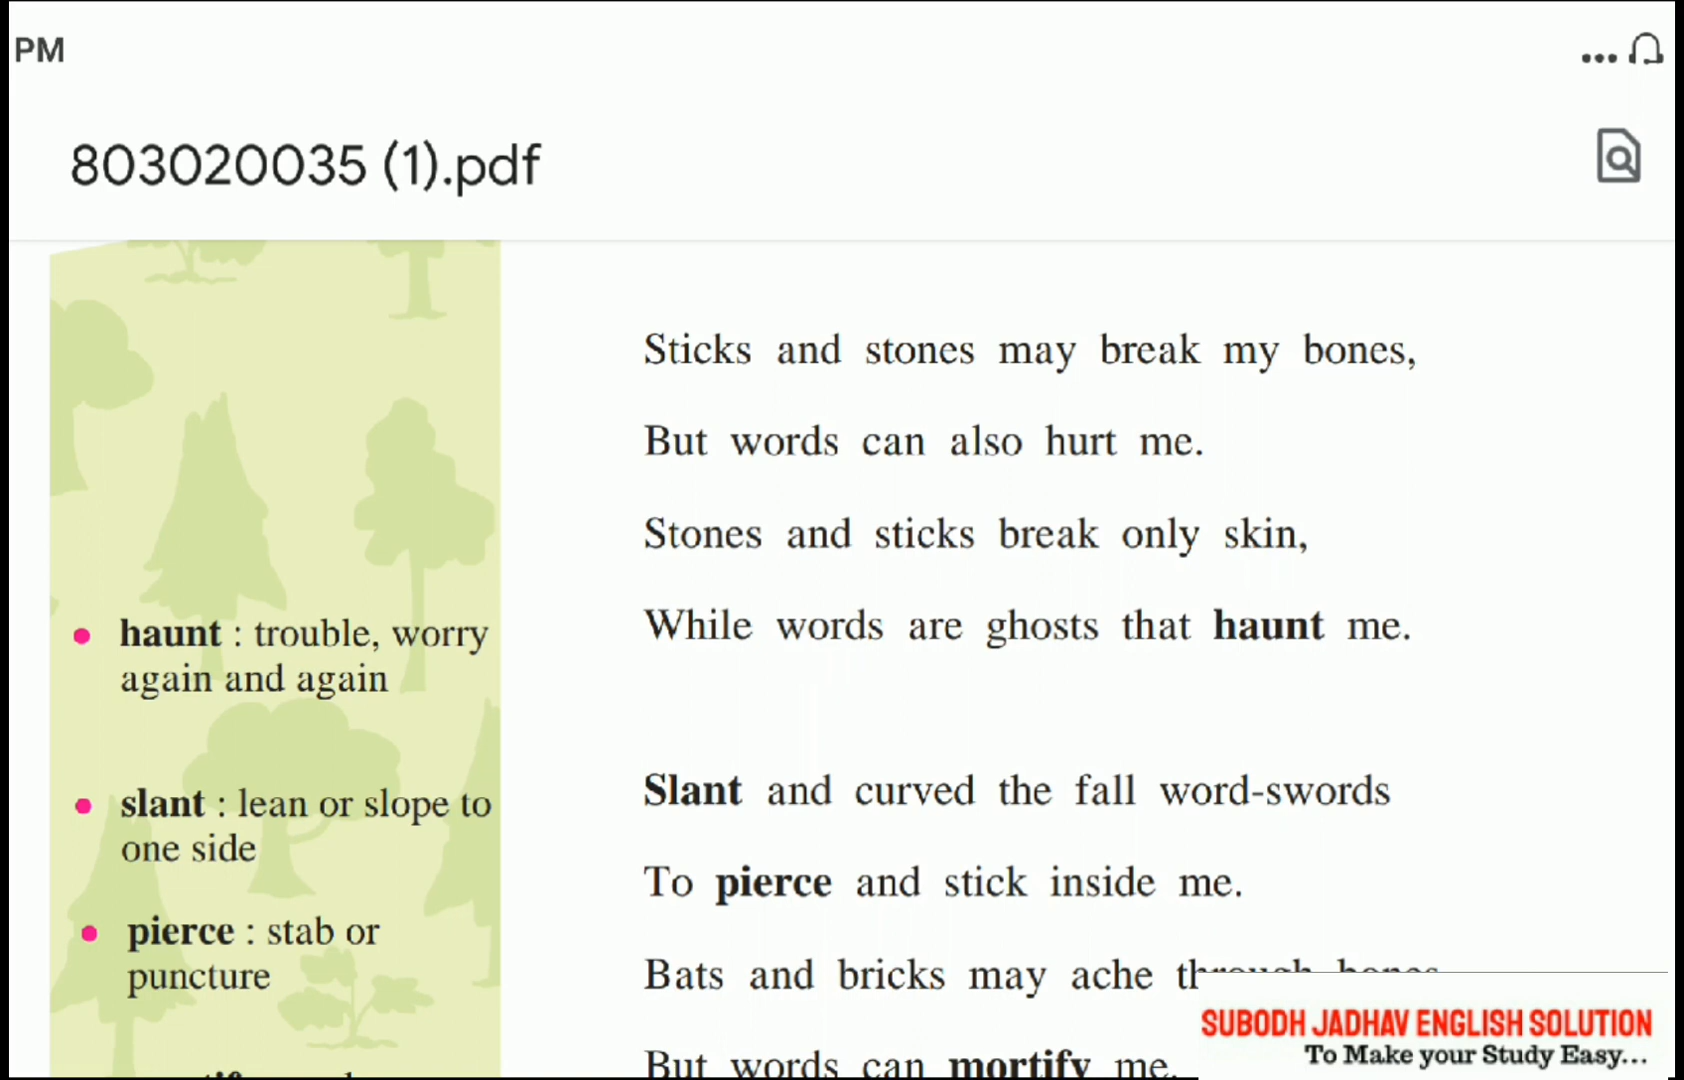 PM
803020035 (1).pdf
Sticks and stones may break my bones,
But words can also hurt me.
Stones and sticks break only skin,
While words are ghosts that haunt me.
• haunt : trouble, worry
again and again
Slant and curved the fall word-swords
To pierce and stick inside me.
Bats and bricks may ache through bones
But words can mortify me.
• slant : lean or slope to
one side
• pierce : stab or
puncture
SUBODH JADHAV ENGLISH SOLUTION
To Make your Study Easy...